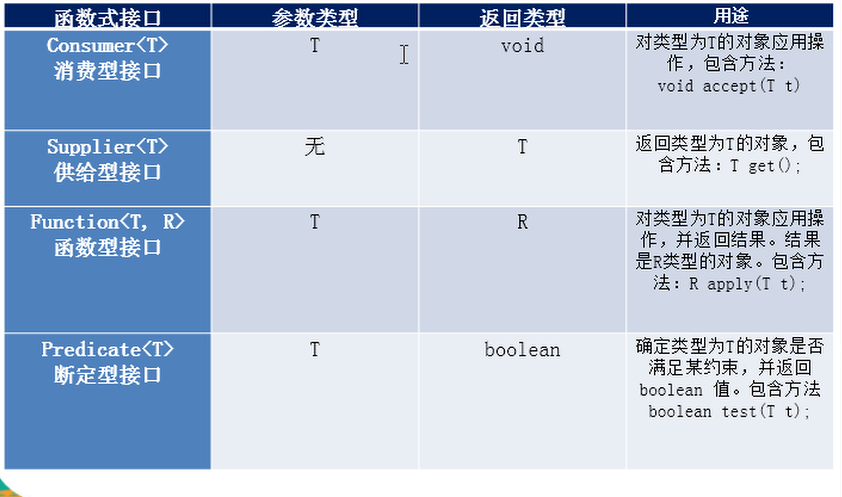 函数式接口 参数类型 返回类型 用途
Consumer<T>
消费型接口
T
void
对类型为T的对象应用操
作，包含方法：
void accept(T t)
Supplier<T>
供给型接口
无
T
返回类型为T的对象，包
含方法：T get();
Function<T, R>
函数型接口
T
R
对类型为T的对象应用操
作，并返回结果。结果
是R类型的对象。包含方
法：R apply(T t);
Predicate<T>
断定型接口
T
boolean
确定类型为T的对象是否
满足某约束，并返回
boolean 值。包含方法
boolean test(T t);